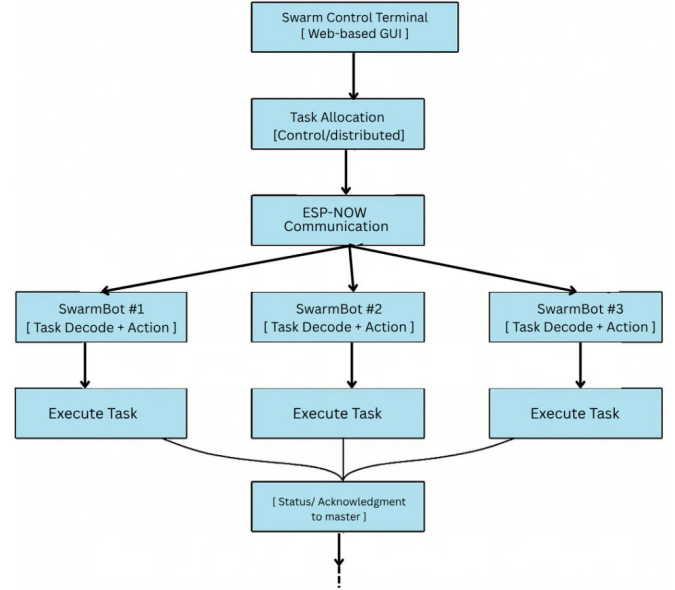 Swarm Control Terminal
[ Web-based GUI ]
Task Allocation
[Control/distributed]
ESP-NOW
Communication
SwarmBot #1
[ Task Decode + Action ]
SwarmBot #2
[ Task Decode + Action ]
SwarmBot #3
[ Task Decode + Action ]
Execute Task
Execute Task
Execute Task
[ Status/ Acknowledgment
to master ]